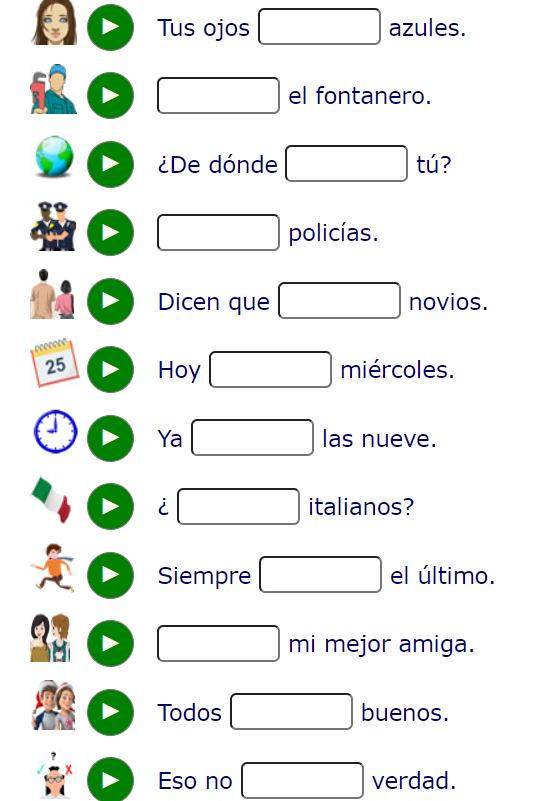 Tus ojos azules.
el fontanero.
¿De dónde tú?
policías.
Dicen que novios.
25
Hoy miércoles.
Ya las nueve.
¿ italianos?
Siempre el último.
mi mejor amiga.
Todos buenos.
?
Eso no verdad.